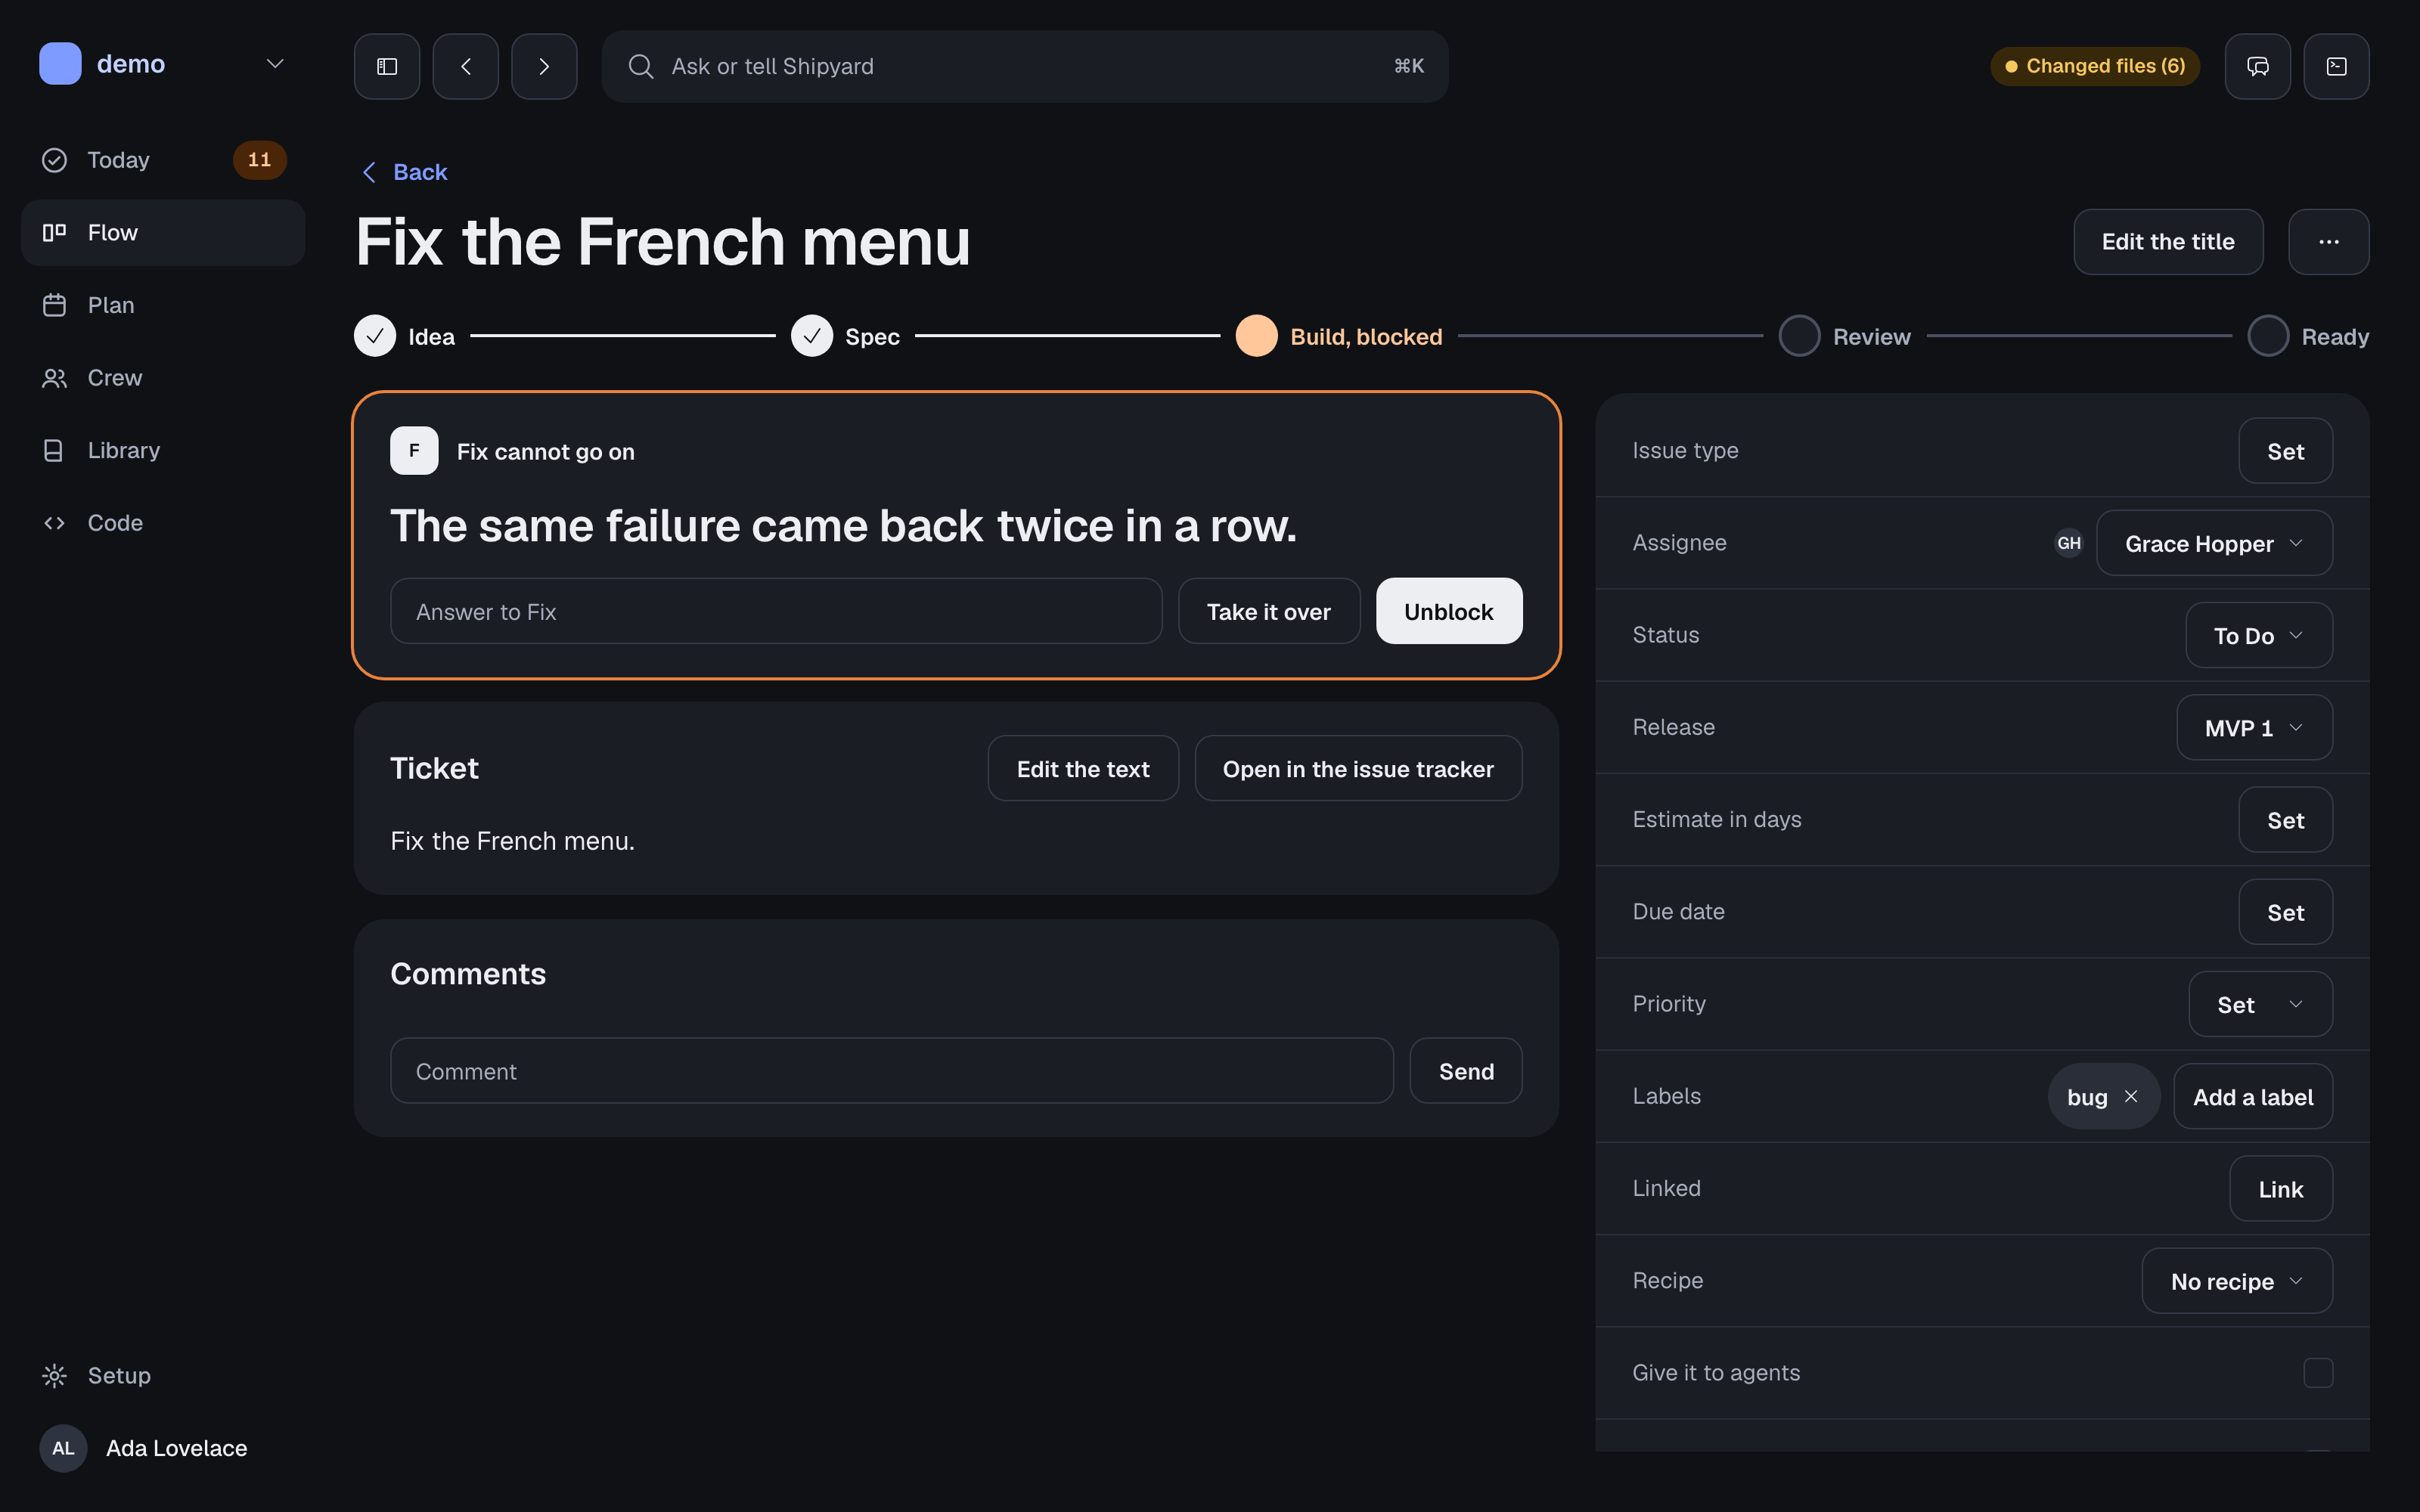 demo
Ask or tell Shipyard
⌘K
Changed files (6)
Today
11
Flow
Plan
Crew
Library
Code
Setup
AL
Ada Lovelace
Back
Fix the French menu
Edit the title
Idea
Spec
Build, blocked
Review
Ready
F
Fix cannot go on
The same failure came back twice in a row.
Answer to Fix
Take it over
Unblock
Ticket
Edit the text
Open in the issue tracker
Fix the French menu.
Comments
Comment
Send
Issue type
Set
Assignee
GH
Grace Hopper
Status
To Do
Release
MVP 1
Estimate in days
Set
Due date
Set
Priority
Set
Labels
bug
Add a label
Linked
Link
Recipe
No recipe
Give it to agents